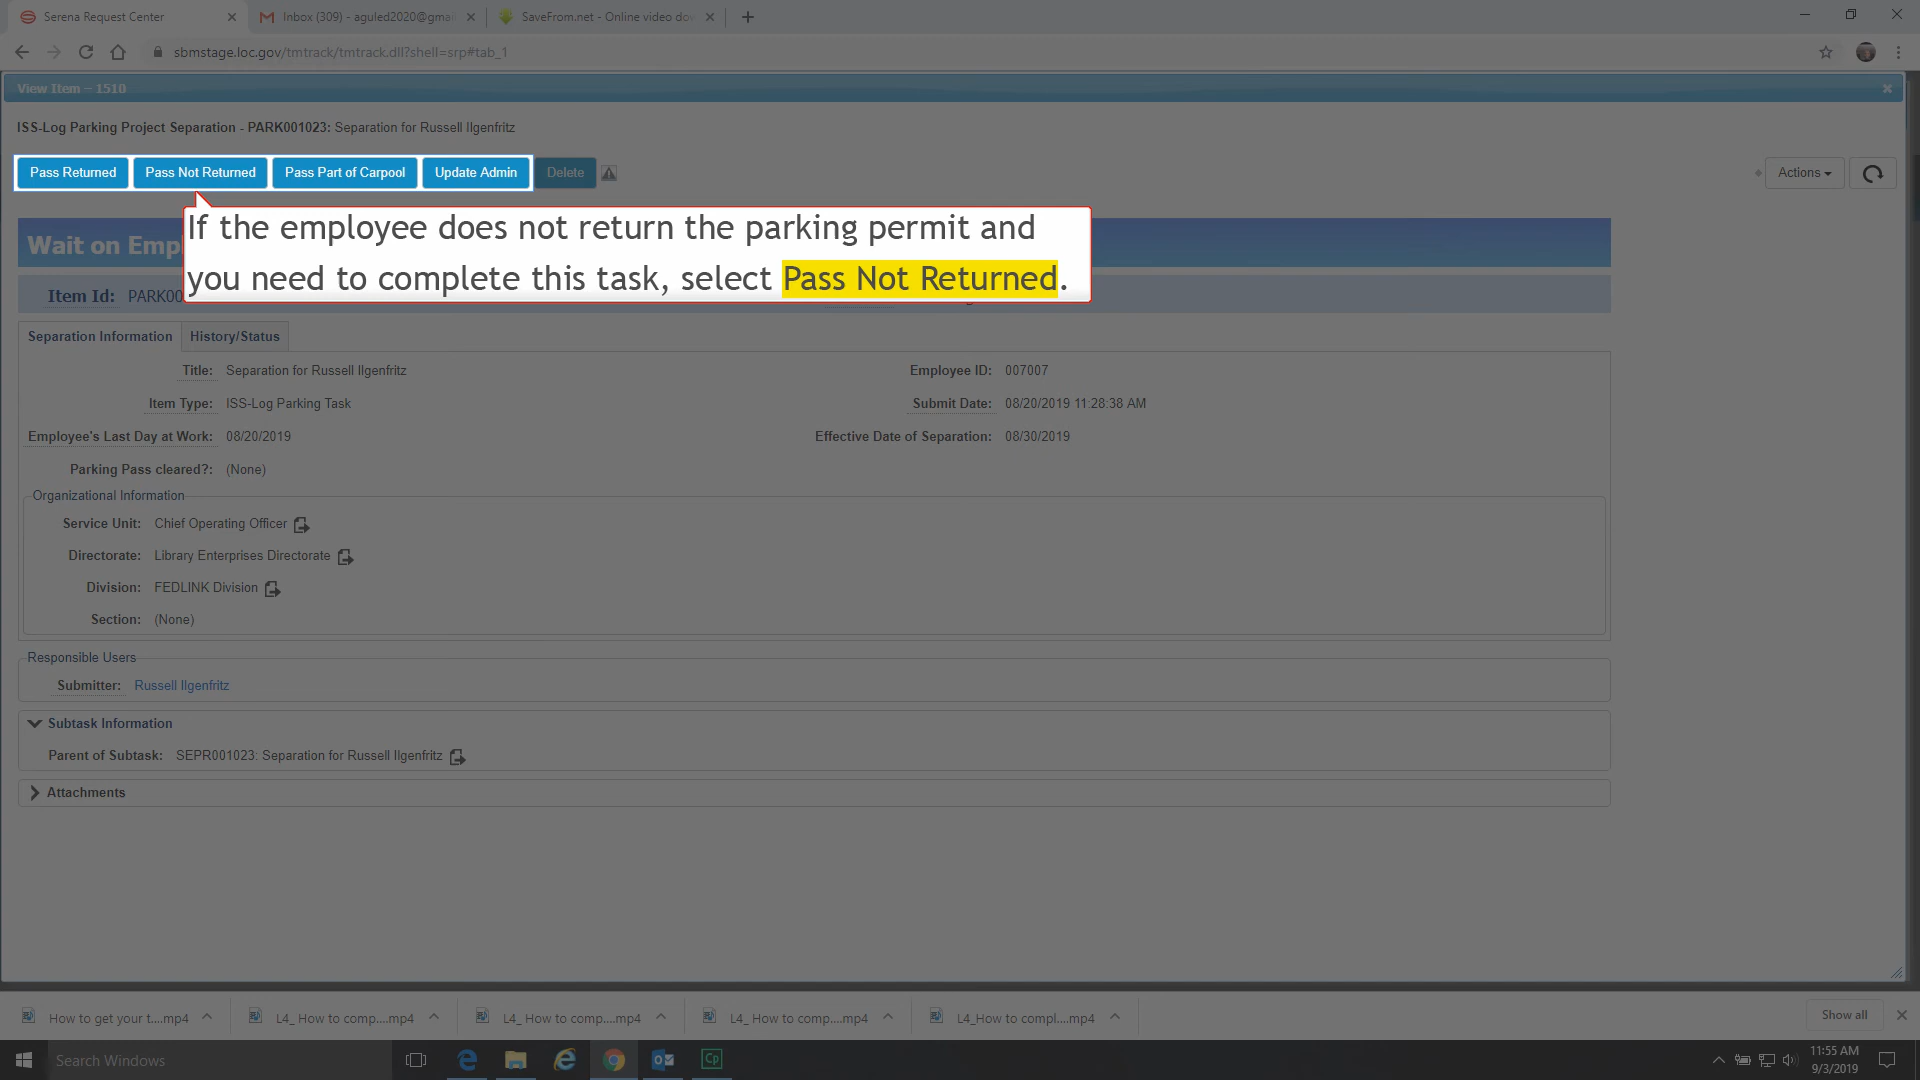 Serena Request Center
Inbox (309) - aguled2020@gmai
SaveFrom.net - Online video dow
sbmstage.loc.gov/tmtrack/tmtrack.dll?shell=srp#tab_1
View Item – 1510
ISS-Log Parking Project Separation - PARK001023: Separation for Russell Ilgenfritz
Pass Returned
Pass Not Returned
Pass Part of Carpool
Update Admin
Delete
Actions
If the employee does not return the parking permit and
you need to complete this task, select Pass Not Returned.
Wait on Emp
Item Id: PARK00
Separation Information
History/Status
Title: Separation for Russell Ilgenfritz
Employee ID: 007007
Item Type: ISS-Log Parking Task
Submit Date: 08/20/2019 11:28:38 AM
Employee's Last Day at Work: 08/20/2019
Effective Date of Separation: 08/30/2019
Parking Pass cleared?: (None)
Organizational Information
Service Unit: Chief Operating Officer
Directorate: Library Enterprises Directorate
Division: FEDLINK Division
Section: (None)
Responsible Users
Submitter: Russell Ilgenfritz
Subtask Information
Parent of Subtask: SEPR001023: Separation for Russell Ilgenfritz
Attachments
How to get your t....mp4
L4_ How to comp....mp4
L4_ How to comp....mp4
L4_ How to comp....mp4
L4_How to compl....mp4
Show all
Search Windows
Cp
11:55 AM
9/3/2019